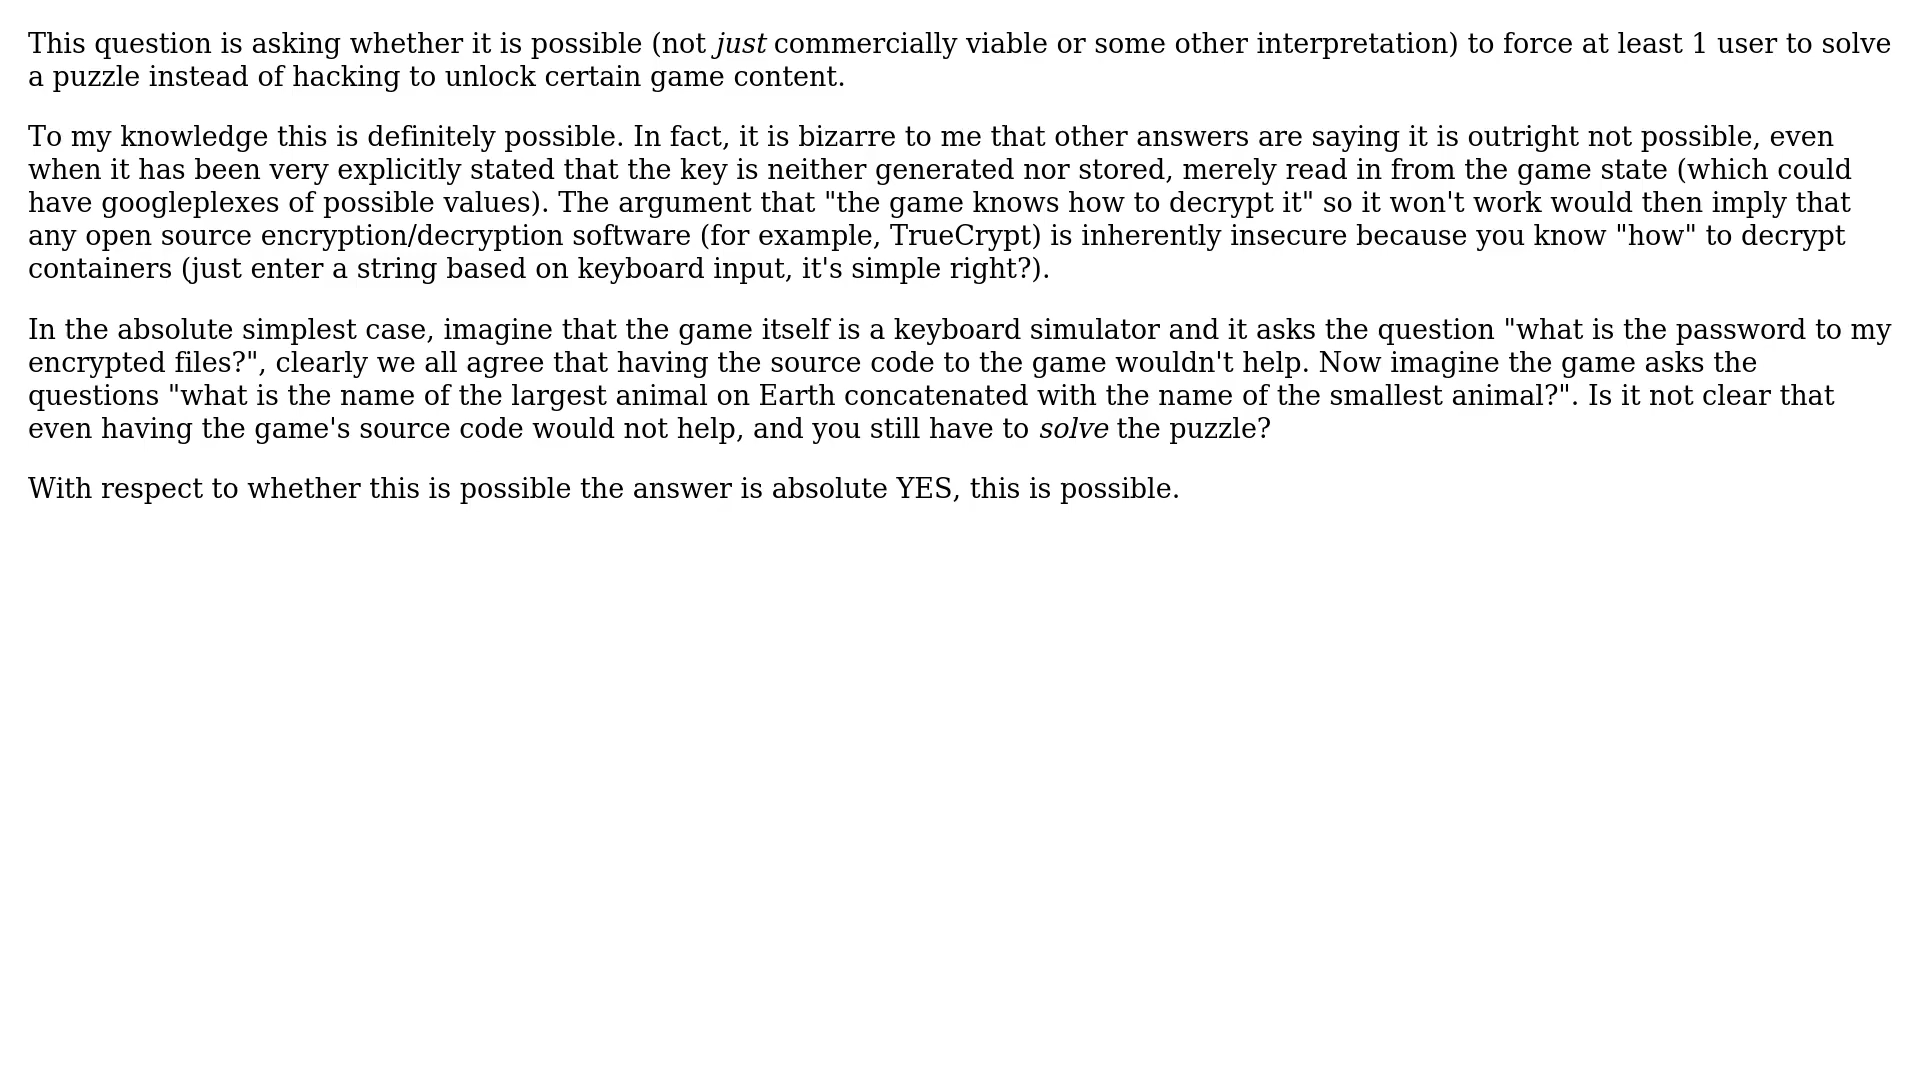 This question is asking whether it is possible (not just commercially viable or some other interpretation) to force at least 1 user to solve
a puzzle instead of hacking to unlock certain game content.
To my knowledge this is definitely possible. In fact, it is bizarre to me that other answers are saying it is outright not possible, even
when it has been very explicitly stated that the key is neither generated nor stored, merely read in from the game state (which could
have googleplexes of possible values). The argument that "the game knows how to decrypt it" so it won't work would then imply that
any open source encryption/decryption software (for example, TrueCrypt) is inherently insecure because you know "how" to decrypt
containers (just enter a string based on keyboard input, it's simple right?).
In the absolute simplest case, imagine that the game itself is a keyboard simulator and it asks the question "what is the password to my
encrypted files?", clearly we all agree that having the source code to the game wouldn't help. Now imagine the game asks the
questions "what is the name of the largest animal on Earth concatenated with the name of the smallest animal?". Is it not clear that
even having the game's source code would not help, and you still have to solve the puzzle?
With respect to whether this is possible the answer is absolute YES, this is possible.